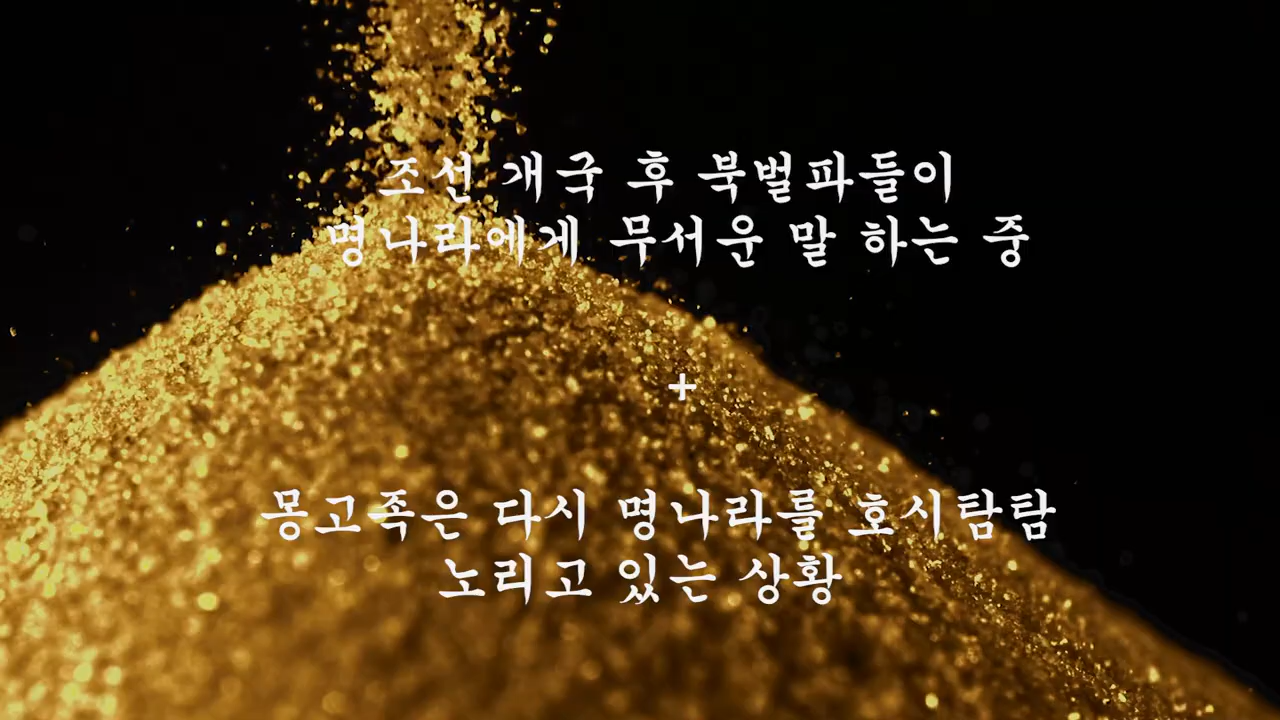 조선 개국 후 북벌파들이
명나라에게 무서운 말 하는 중
+
몽고족은 다시 명나라를 호시탐탐
노리고 있는 상황